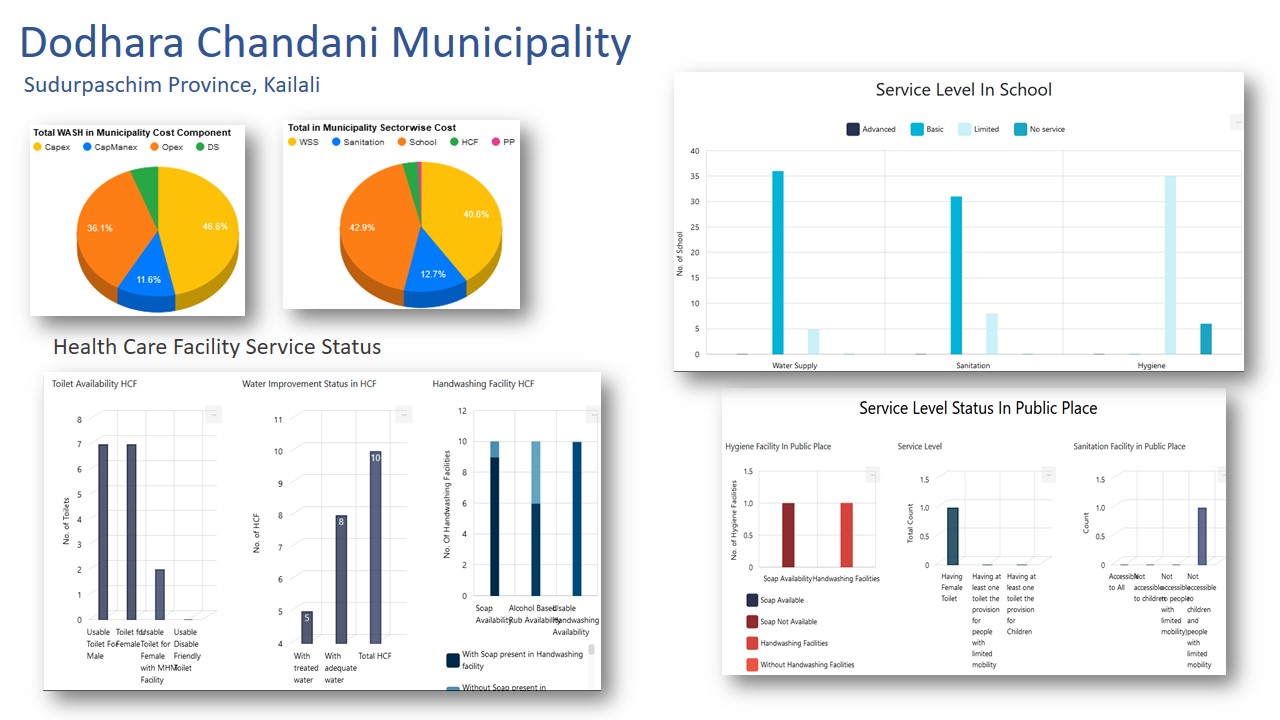 Dodhara Chandani Municipality
Sudurpaschim Province, Kailali
Total WASH in Municipality Cost Component
Capex CapManex Opex DS
36.1% 46.6%
11.6%
Total in Municipality Sectorwise Cost
WSS Sanitation School HCF PP
42.9% 40.6%
12.7%
Health Care Facility Service Status
Toilet Availability HCF
8
7
6
5
4
3
2
1
0
No. of Toilets
Usable Toilet For Male
Toilet for Female
Usable Toilet for Female with MHM Facility
Usable Disable Friendly Toilet
Water Improvement Status in HCF
11
10
9
8
7
6
5
4
No. of HCF
5
8
10
With treated water
With adequate water
Total HCF
Handwashing Facility HCF
12
10
8
6
4
2
0
No. Of Handwashing Facilities
Soap Availability
Alcohol Based Rub Availability
Usable Handwashing Availability
With Soap present in Handwashing facility
Without Soap present in
Service Level In School
Advanced Basic Limited No service
40
35
30
25
20
15
10
5
0
No. of School
Water Supply Sanitation Hygiene
Service Level Status In Public Place
Hygiene Facility In Public Place
1.5
1.0
0.5
0
No. of Hygiene Facilities
Soap Availability Handwashing Facilities
Soap Available
Soap Not Available
Handwashing Facilities
Without Handwashing Facilities
Service Level
1.5
1.0
0.5
0
Total Count
Having Female Toilet
Having at least one toilet the provision for people with limited mobility
Having at least one toilet the provision for Children
Sanitation Facility in Public Place
1.5
1.0
0.5
0
Count
Accessible to All
Not accessible to children
Not accessible to people with limited mobility
Not accessible to children and people with limited mobility